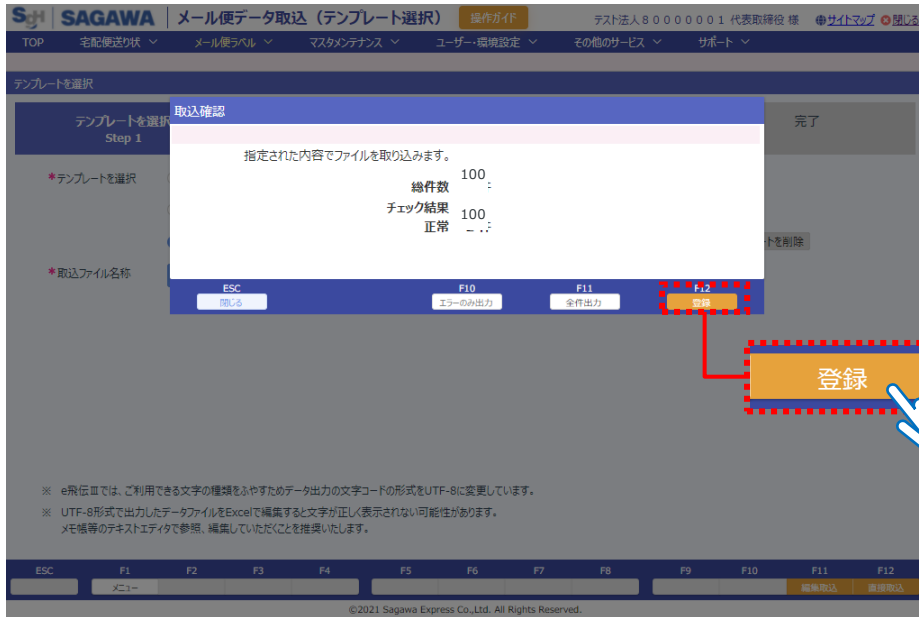 SGH SAGAWA メール便データ取込（テンプレート選択） 操作ガイド テスト法人８００００００１ 代表取締役 様 サイトマップ 閉じる
TOP 宅配便送り状 メール便ラベル マスタメンテナンス ユーザー・環境設定 その他のサービス サポート
テンプレートを選択
取込確認
テンプレートを選択
Step 1
完了
指定された内容でファイルを取り込みます。
*テンプレートを選択
総件数 100
チェック結果
正常 100
トを削除
*取込ファイル名称
ESC F10 F11 F12
閉じる エラーのみ出力 全件出力 登録
登録
※ e飛伝Ⅲでは、ご利用できる文字の種類をふやすためデータ出力の文字コードの形式をUTF-8に変更しています。
※ UTF-8形式で出力したデータファイルをExcelで編集すると文字が正しく表示されない可能性があります。
メモ帳等のテキストエディタで参照、編集していただくことを推奨いたします。
ESC F1 F2 F3 F4 F5 F6 F7 F8 F9 F10 F11 F12
メニュー 編集取込 直接取込
©2021 Sagawa Express Co.,Ltd. All Rights Reserved.